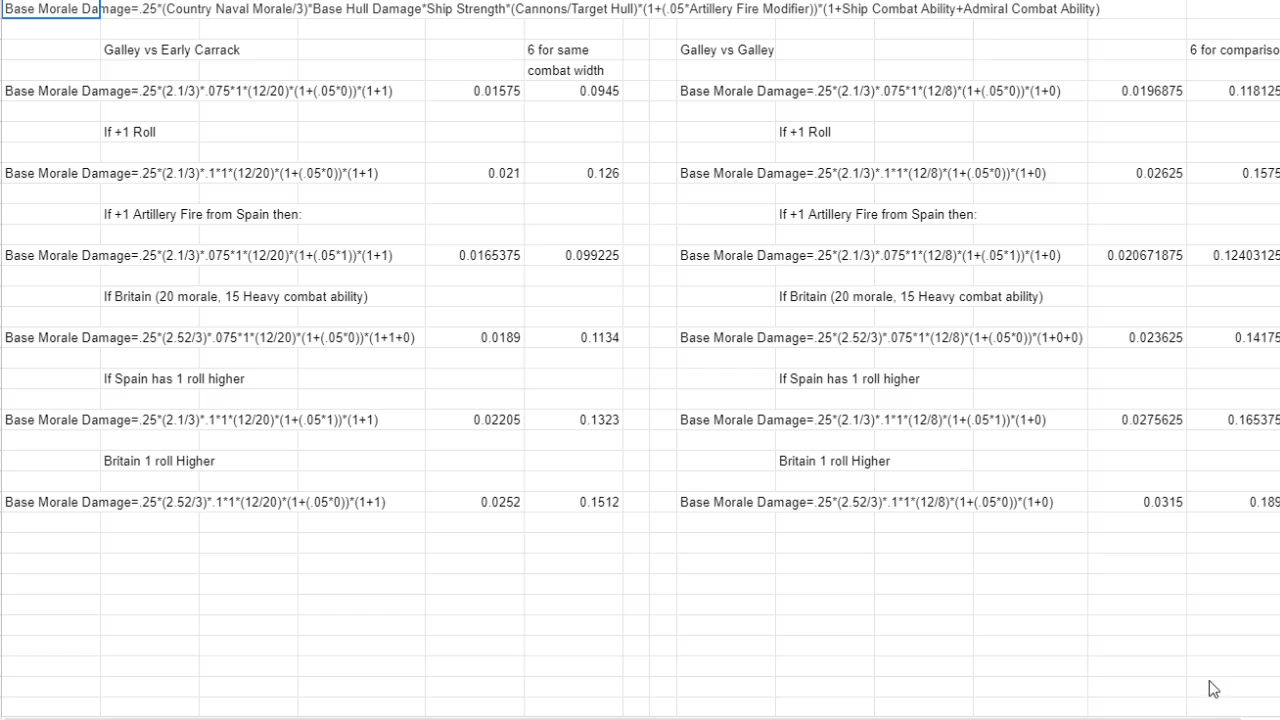 Base Morale Damage=.25*(Country Naval Morale/3)*Base Hull Damage*Ship Strength*(Cannons/Target Hull)*(1+(.05*Artillery Fire Modifier))*(1+Ship Combat Ability+Admiral Combat Ability)
Galley vs Early Carrack 6 for same combat width Galley vs Galley 6 for compariso
Base Morale Damage=.25*(2.1/3)*.075*1*(12/20)*(1+(.05*0))*(1+1) 0.01575 0.0945 Base Morale Damage=.25*(2.1/3)*.075*1*(12/8)*(1+(.05*0))*(1+0) 0.0196875 0.118125
If +1 Roll If +1 Roll
Base Morale Damage=.25*(2.1/3)*.1*1*(12/20)*(1+(.05*0))*(1+1) 0.021 0.126 Base Morale Damage=.25*(2.1/3)*.1*1*(12/8)*(1+(.05*0))*(1+0) 0.02625 0.1575
If +1 Artillery Fire from Spain then: If +1 Artillery Fire from Spain then:
Base Morale Damage=.25*(2.1/3)*.075*1*(12/20)*(1+(.05*1))*(1+1) 0.0165375 0.099225 Base Morale Damage=.25*(2.1/3)*.075*1*(12/8)*(1+(.05*1))*(1+0) 0.020671875 0.12403125
If Britain (20 morale, 15 Heavy combat ability) If Britain (20 morale, 15 Heavy combat ability)
Base Morale Damage=.25*(2.52/3)*.075*1*(12/20)*(1+(.05*0))*(1+1+0) 0.0189 0.1134 Base Morale Damage=.25*(2.52/3)*.075*1*(12/8)*(1+(.05*0))*(1+0+0) 0.023625 0.14175
If Spain has 1 roll higher If Spain has 1 roll higher
Base Morale Damage=.25*(2.1/3)*.1*1*(12/20)*(1+(.05*1))*(1+1) 0.02205 0.1323 Base Morale Damage=.25*(2.1/3)*.1*1*(12/8)*(1+(.05*1))*(1+0) 0.0275625 0.165375
Britain 1 roll Higher Britain 1 roll Higher
Base Morale Damage=.25*(2.52/3)*.1*1*(12/20)*(1+(.05*0))*(1+1) 0.0252 0.1512 Base Morale Damage=.25*(2.52/3)*.1*1*(12/8)*(1+(.05*0))*(1+0) 0.0315 0.189